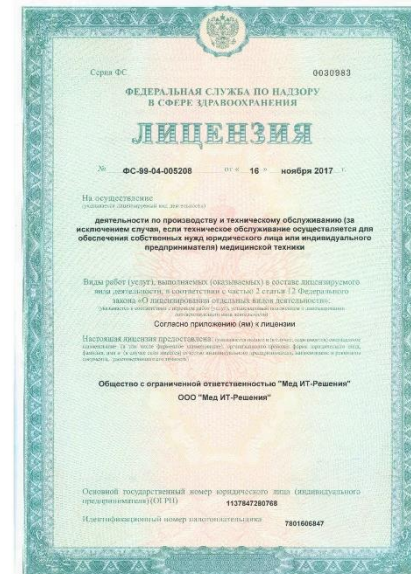 Серия ФС 0030983
ФЕДЕРАЛЬНАЯ СЛУЖБА ПО НАДЗОРУ
В СФЕРЕ ЗДРАВООХРАНЕНИЯ
ЛИЦЕНЗИЯ
№ ФС-99-04-005208 от « 16 » ноября 2017 г.
На осуществление
(указывается лицензируемый вид деятельности)
деятельности по производству и техническому обслуживанию (за
исключением случая, если техническое обслуживание осуществляется для
обеспечения собственных нужд юридического лица или индивидуального
предпринимателя) медицинской техники
Виды работ (услуг), выполняемых (оказываемых) в составе лицензируемого
вида деятельности, в соответствии с частью 2 статьи 12 Федерального
закона «О лицензировании отдельных видов деятельности»:
Согласно приложению (ям) к лицензии
Настоящая лицензия предоставлена
Общество с ограниченной ответственностью "Мед ИТ-Решения"
ООО "Мед ИТ-Решения"
Основной государственный номер юридического лица (индивидуального
предпринимателя) (ОГРН) 1137847280768
Идентификационный номер налогоплательщика 7801606847